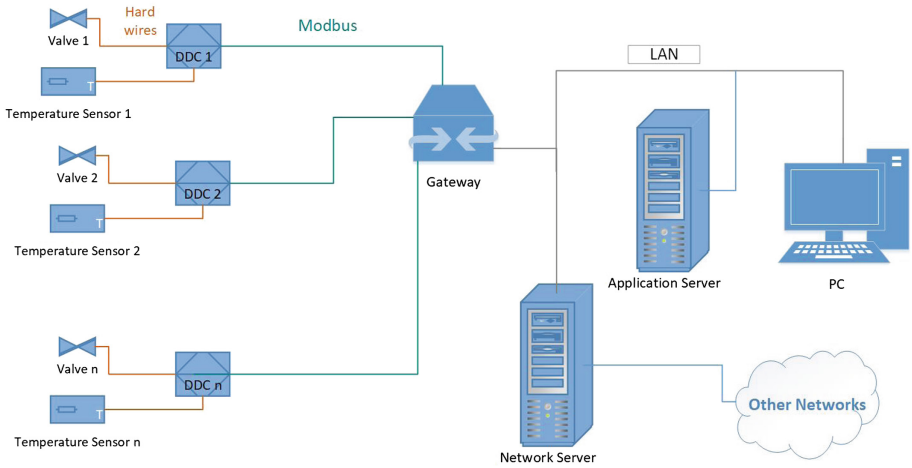 Hard
wires
Modbus
Valve 1
DDC 1
T
Temperature Sensor 1
LAN
Valve 2
DDC 2
T
Temperature Sensor 2
Gateway
Application Server
PC
Valve n
DDC n
T
Temperature Sensor n
Network Server
Other Networks